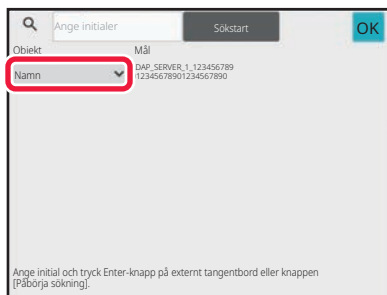 Ange initialer
Sökstart
OK
Objekt
Mål
Namn
DAP_SERVER_1_123456789
12345678901234567890
Ange initial och tryck Enter-knapp på externt tangentbord eller knappen
[Påbörja sökning].